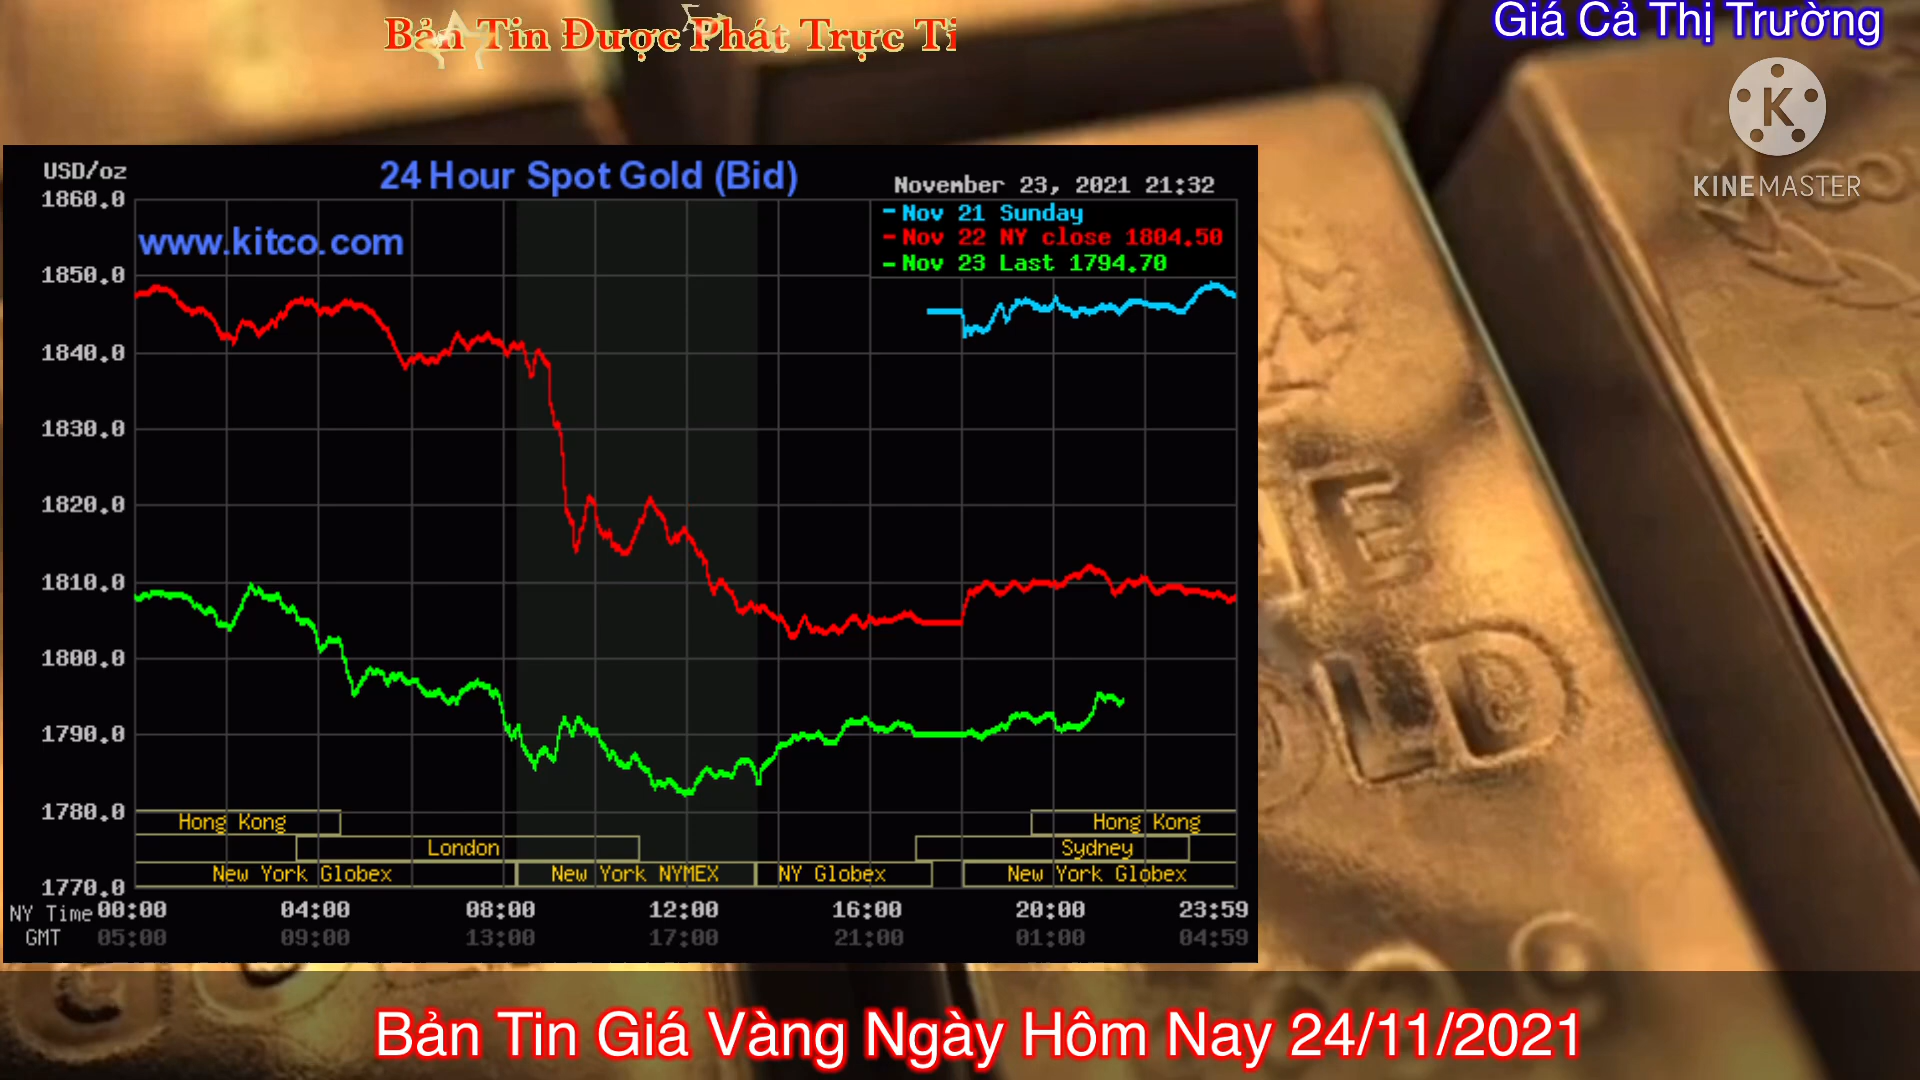 Bản Tin Được Phát Trực Ti
Giá Cả Thị Trường
K
KINEMASTER
USD/oz
24 Hour Spot Gold (Bid)
November 23, 2021 21:32
www.kitco.com
Nov 21 Sunday
Nov 22 NY close 1804.50
Nov 23 Last 1794.70
1860.0
1850.0
1840.0
1830.0
1820.0
1810.0
1800.0
1790.0
1780.0
1770.0
Hong Kong
Hong Kong
London
Sydney
New York Globex
New York NYMEX
NY Globex
New York Globex
NY Time 00:00 04:00 08:00 12:00 16:00 20:00 23:59
GMT 05:00 09:00 13:00 17:00 21:00 01:00 04:59
Bản Tin Giá Vàng Ngày Hôm Nay 24/11/2021